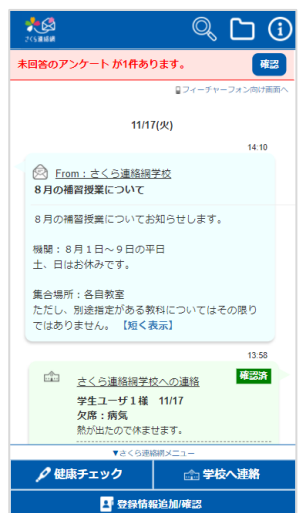 さくら連絡網
未回答のアンケート が1件あります。 確認
フィーチャーフォン向け画面へ
11/17(火)
14:10
From：さくら連絡綱学校
８月の補習授業について
８月の補習授業についてお知らせします。
機関：８月１日～９日の平日
土、日はお休みです。
集合場所：各自教室
ただし、別途指定がある教科についてはその限り
ではありません。 【短く表示】
13:58
さくら連絡綱学校への連絡 確認済
学生ユーザ１様 11/17
欠席：病気
熱が出たので休ませます。
▼さくら連絡網メニュー
健康チェック 学校へ連絡
登録情報追加/確認